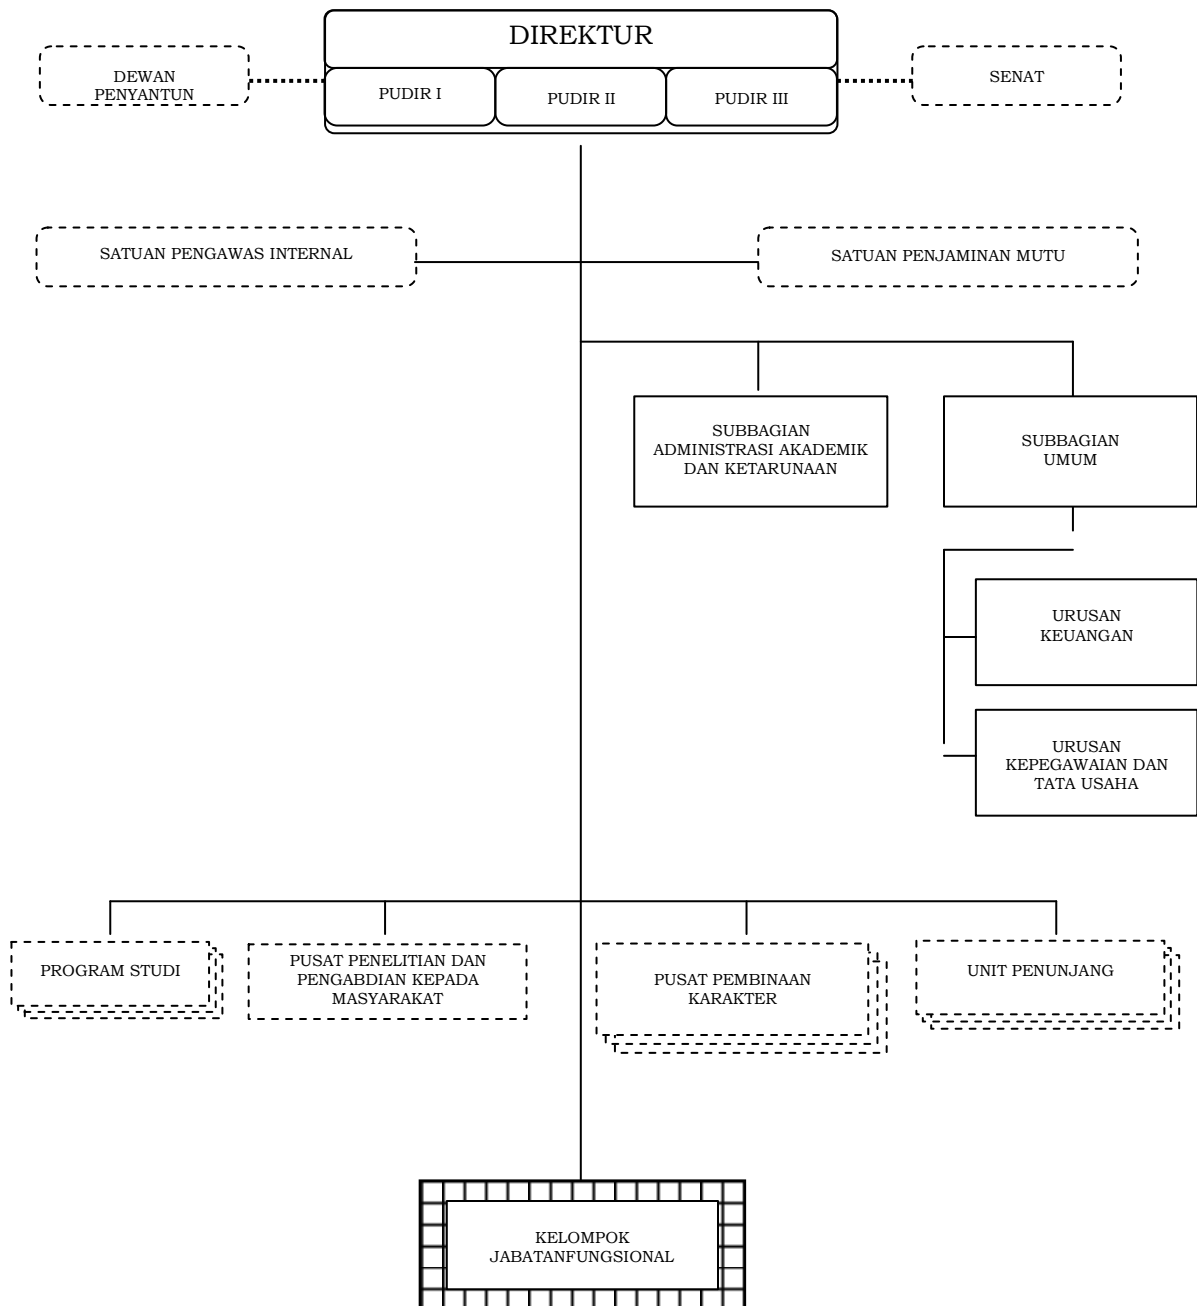 DIREKTUR
DEWAN
PENYANTUN
PUDIR I
PUDIR II
PUDIR III
SENAT
SATUAN PENGAWAS INTERNAL
SATUAN PENJAMINAN MUTU
SUBBAGIAN
ADMINISTRASI AKADEMIK
DAN KETARUNAAN
SUBBAGIAN
UMUM
URUSAN
KEUANGAN
URUSAN
KEPEGAWAIAN DAN
TATA USAHA
PROGRAM STUDI
PUSAT PENELITIAN DAN
PENGABDIAN KEPADA
MASYARAKAT
PUSAT PEMBINAAN
KARAKTER
UNIT PENUNJANG
KELOMPOK
JABATANFUNGSIONAL